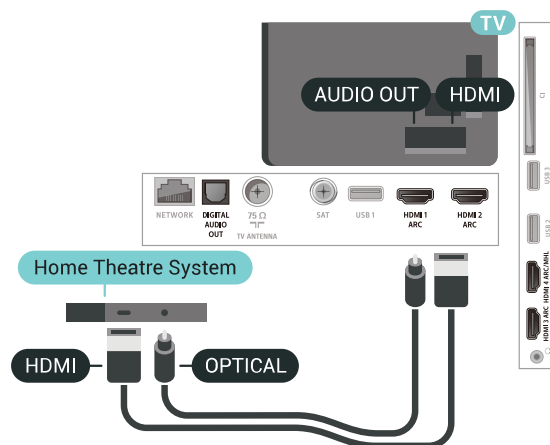 TV
AUDIO OUT
HDMI
CI
USB 3
USB 2
HDMI 4 ARC/MHL
HDMI 3 ARC
NETWORK
DIGITAL
AUDIO
OUT
75 Ω
TV ANTENNA
SAT
USB 1
HDMI 1
ARC
HDMI 2
ARC
Home Theatre System
HDMI
OPTICAL